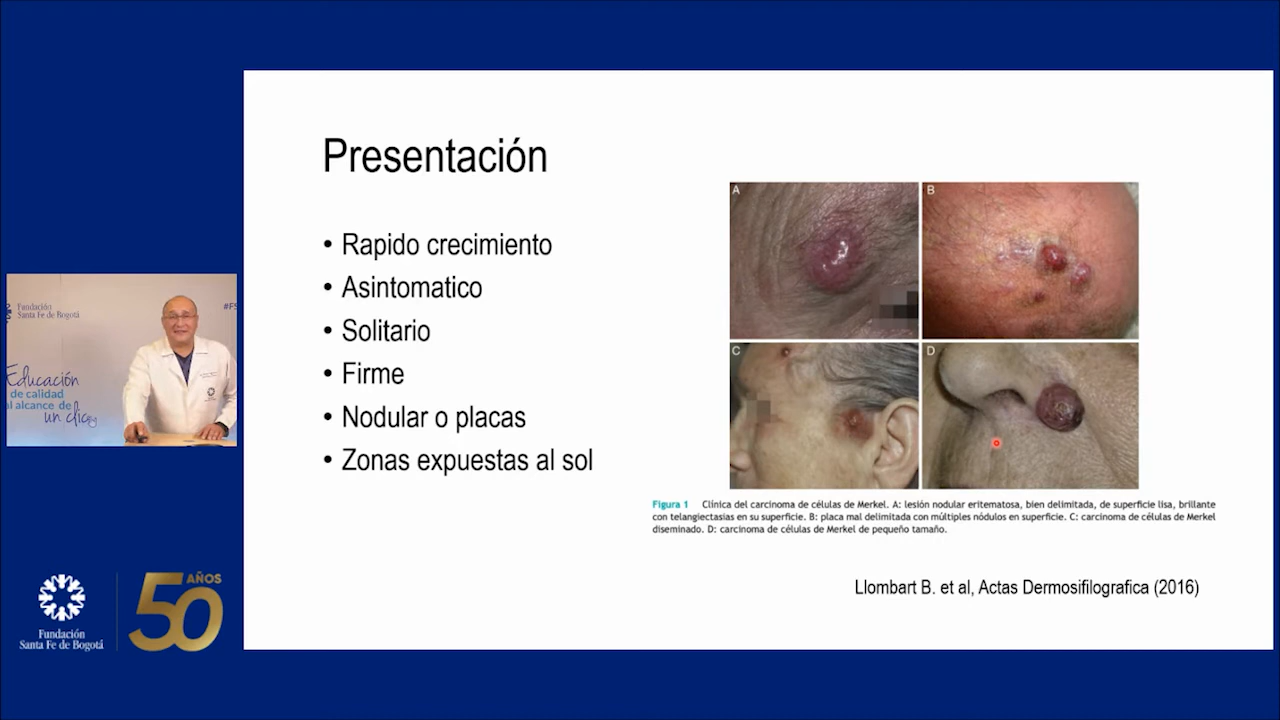 Presentación
• Rapido crecimiento
• Asintomatico
• Solitario
• Firme
• Nodular o placas
• Zonas expuestas al sol
A
B
C
D
Figura 1 Clínica del carcinoma de células de Merkel. A: lesión nodular eritematosa, bien delimitada, de superficie lisa, brillante
con telangiectasias en su superficie. B: placa mal delimitada con múltiples nódulos en superficie. C: carcinoma de células de Merkel
diseminado. D: carcinoma de células de Merkel de pequeño tamaño.
Llombart B. et al, Actas Dermosifilografica (2016)
Fundación
Santa Fe de Bogotá
#FS
Educación
de calidad
al alcance de
un clic
Fundación
Santa Fe de Bogotá
50 AÑOS